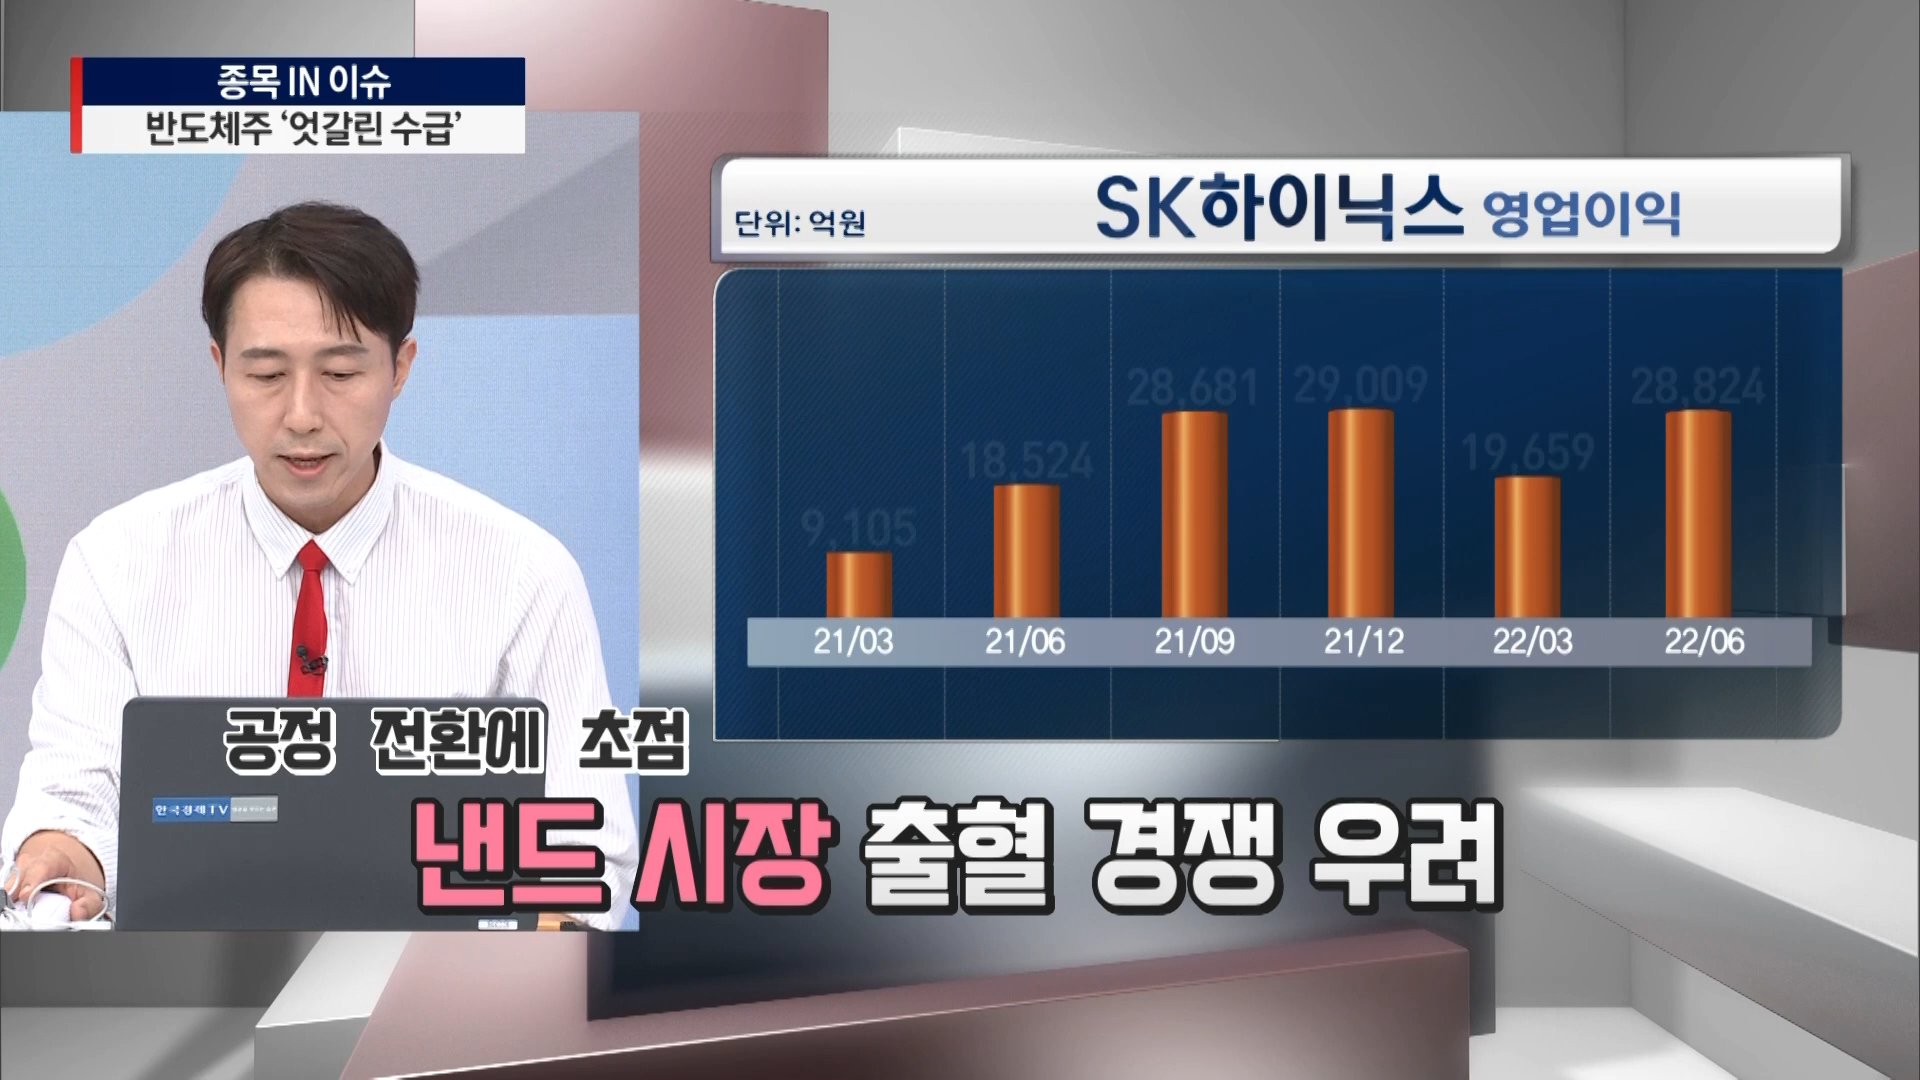 종목 IN 이슈
반도체주 ‘엇갈린 수급’
단위: 억원
SK하이닉스 영업이익
9,105
18,524
28,681
29,009
19,659
28,824
21/03
21/06
21/09
21/12
22/03
22/06
공정 전환에 초점
한국경제TV
낸드 시장 출혈 경쟁 우려